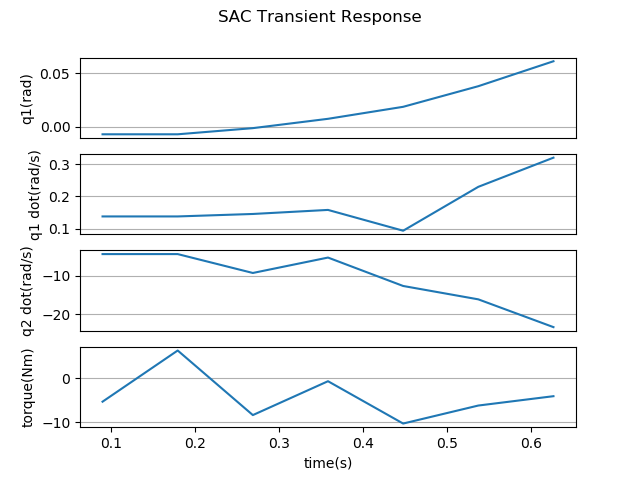 SAC Transient Response
0.05
0.00
q1(rad)
0.3
0.2
0.1
q1 dot(rad/s)
−10
−20
q2 dot(rad/s)
0
−10
torque(Nm)
0.1 0.2 0.3 0.4 0.5 0.6
time(s)